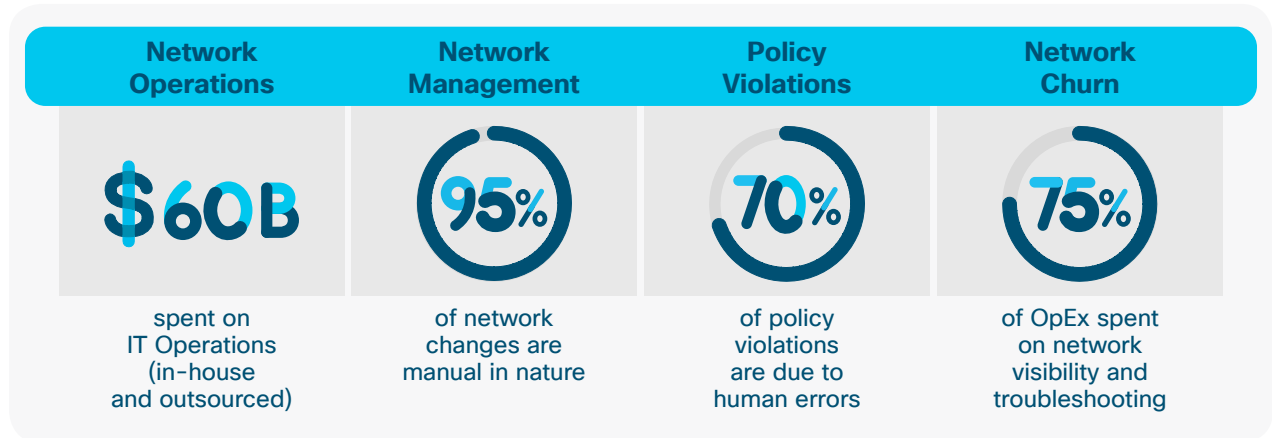 Network
Operations
Network
Management
Policy
Violations
Network
Churn
$60B
95%
70%
75%
spent on
IT Operations
(in-house
and outsourced)
of network
changes are
manual in nature
of policy
violations
are due to
human errors
of OpEx spent
on network
visibility and
troubleshooting